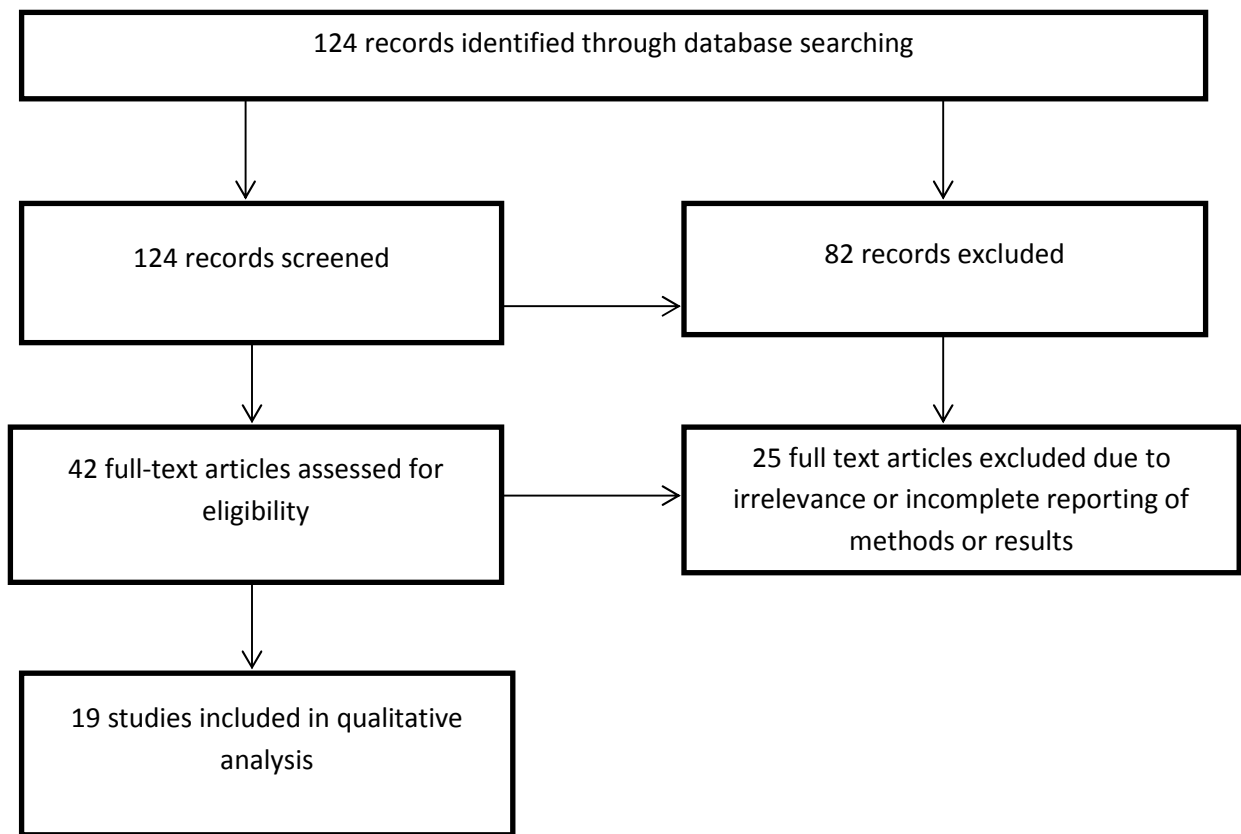 124 records identified through database searching
124 records screened
82 records excluded
42 full-text articles assessed for
eligibility
25 full text articles excluded due to
irrelevance or incomplete reporting of
methods or results
19 studies included in qualitative
analysis